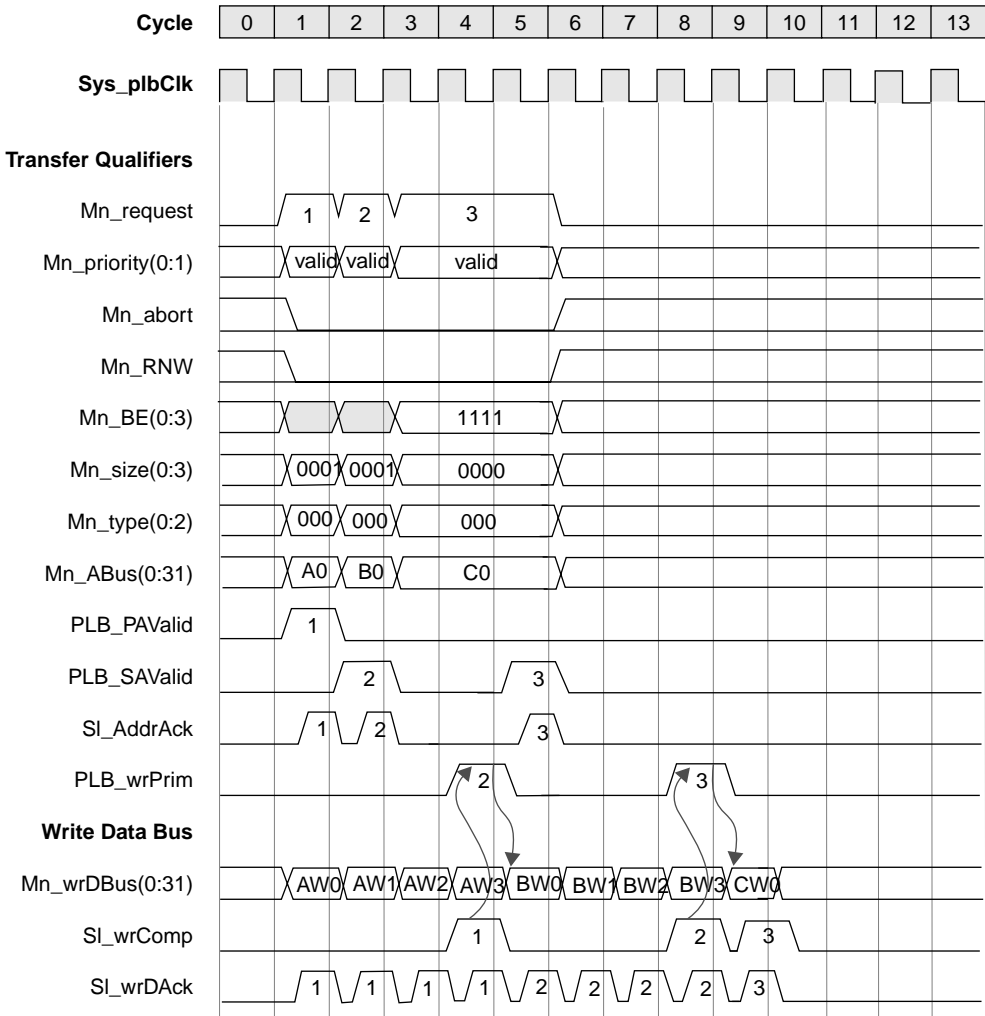 Cycle 0 1 2 3 4 5 6 7 8 9 10 11 12 13
Sys_plbClk
Transfer Qualifiers
Mn_request 1 2 3
Mn_priority(0:1) valid valid valid
Mn_abort
Mn_RNW
Mn_BE(0:3) 1111
Mn_size(0:3) 0001 0001 0000
Mn_type(0:2) 000 000 000
Mn_ABus(0:31) A0 B0 C0
PLB_PAValid 1
PLB_SAValid 2 3
Sl_AddrAck 1 2 3
PLB_wrPrim 2 3
Write Data Bus
Mn_wrDBus(0:31) AW0 AW1 AW2 AW3 BW0 BW1 BW2 BW3 CW0
Sl_wrComp 1 2 3
Sl_wrDAck 1 1 1 1 2 2 2 2 3